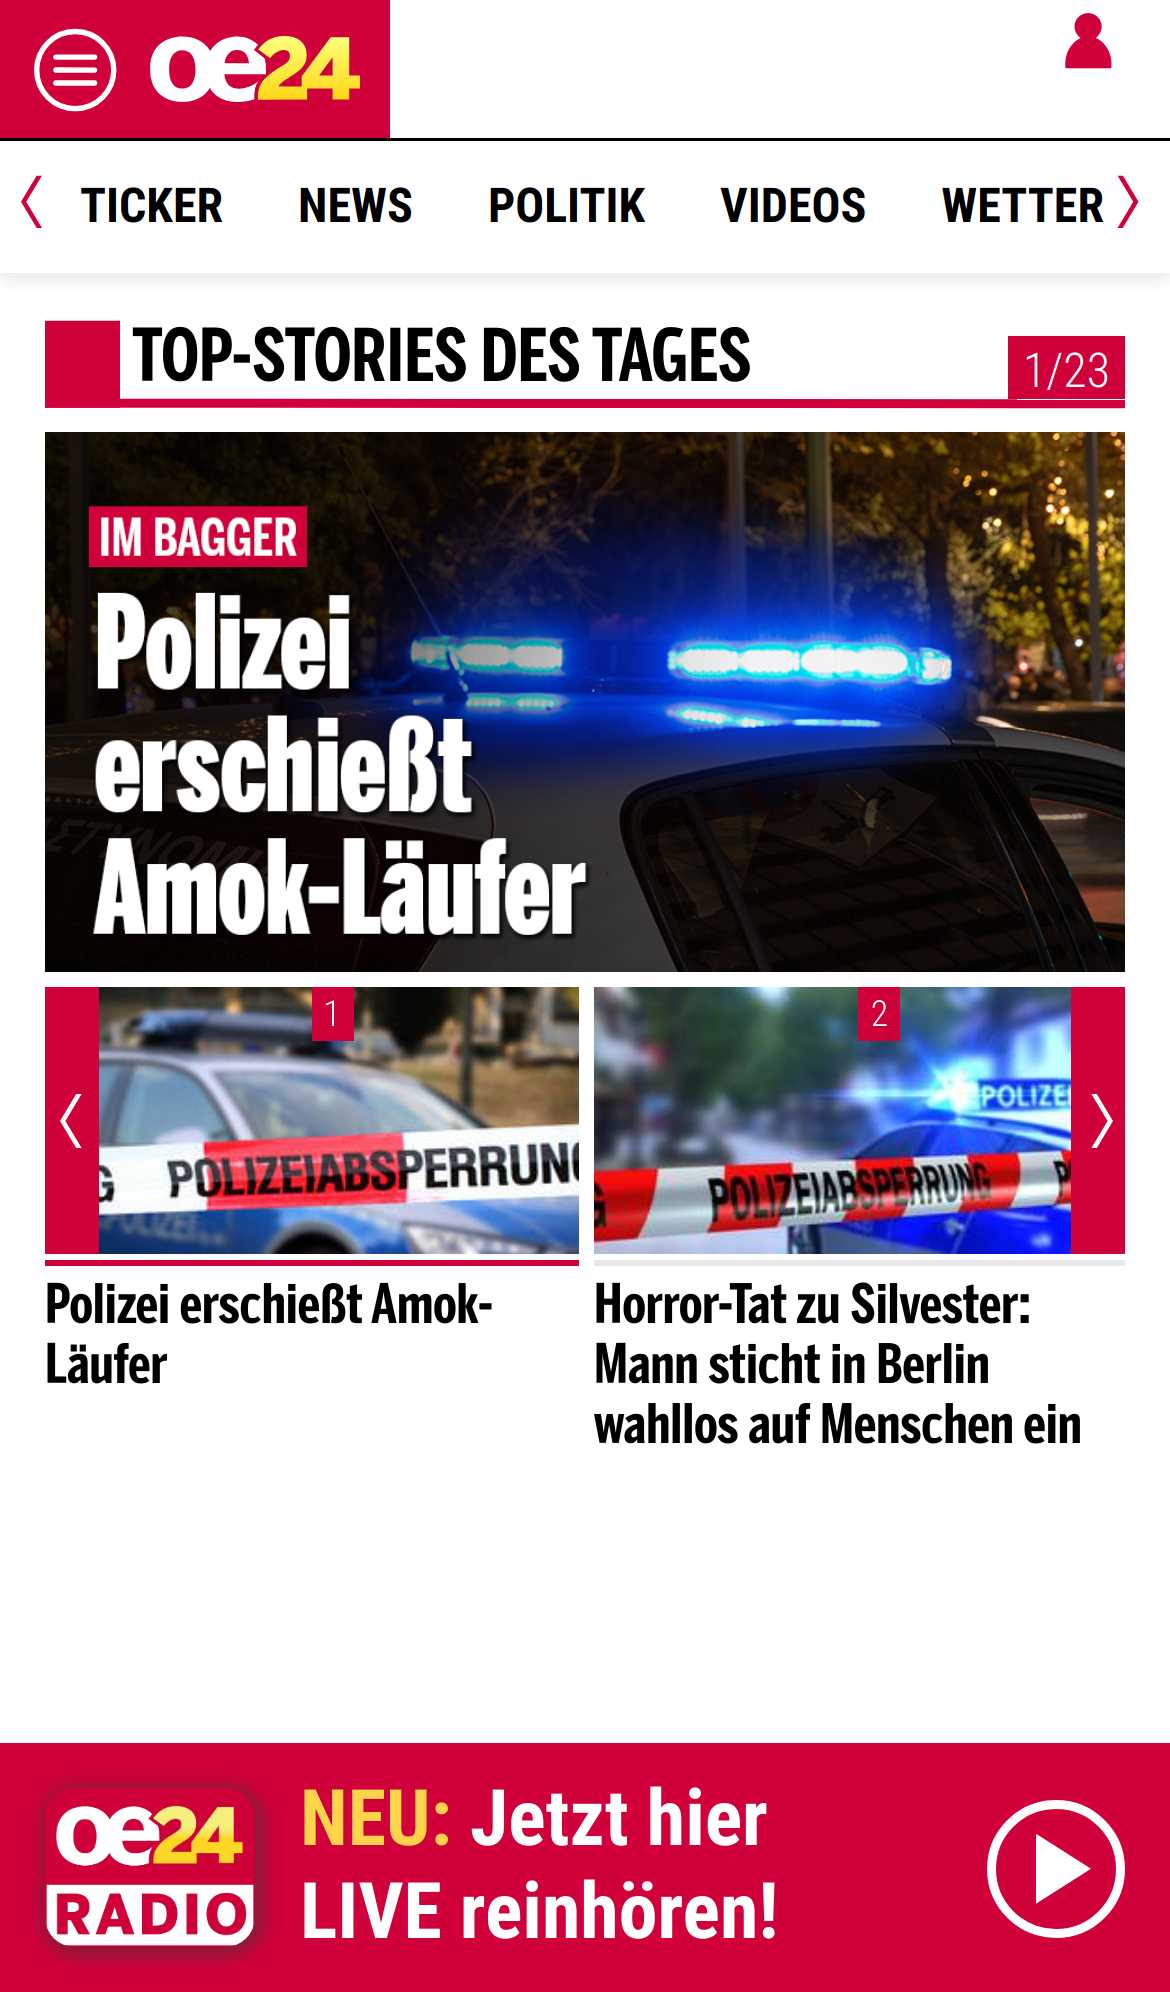 oe24
TICKER NEWS POLITIK VIDEOS WETTER
TOP-STORIES DES TAGES
1/23
IM BAGGER
Polizei
erschießt
Amok-Läufer
1
G POLIZEIABSPERRUNG
POLIZEI
Polizei erschießt Amok-
Läufer
2
POLIZEI
G POLIZEIABSPERRUNG P
Horror-Tat zu Silvester:
Mann sticht in Berlin
wahllos auf Menschen ein
oe24
RADIO
NEU: Jetzt hier
LIVE reinhören!